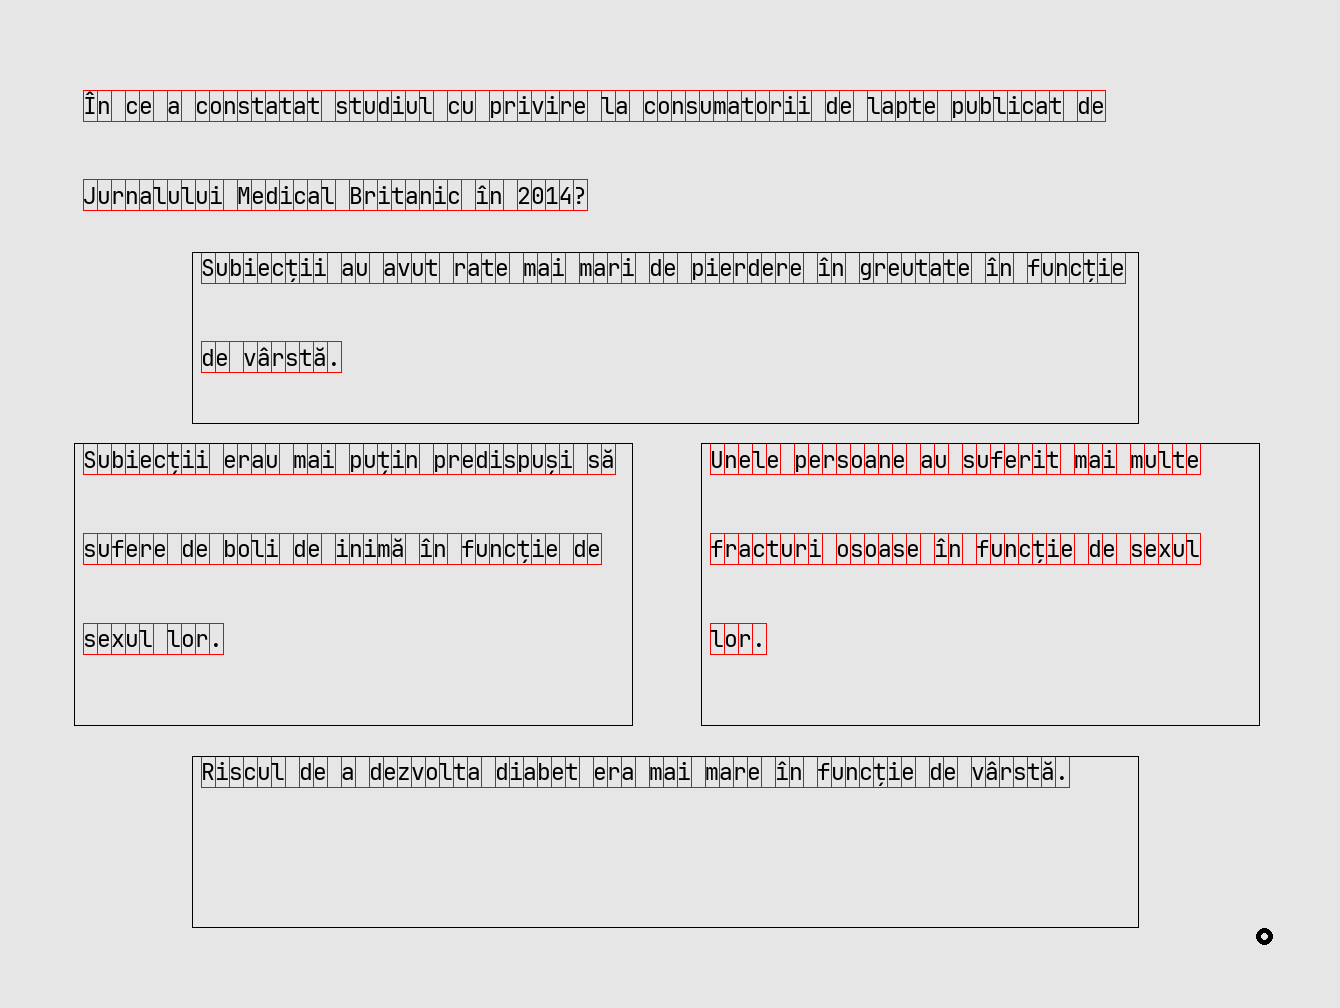 În ce a constatat studiul cu privire la consumatorii de lapte publicat de
Jurnalului Medical Britanic în 2014?
Subiecții au avut rate mai mari de pierdere în greutate în funcție
de vârstă.
Subiecții erau mai puțin predispuși să
sufere de boli de inimă în funcție de
sexul lor.
Unele persoane au suferit mai multe
fracturi osoase în funcție de sexul
lor.
Riscul de a dezvolta diabet era mai mare în funcție de vârstă.